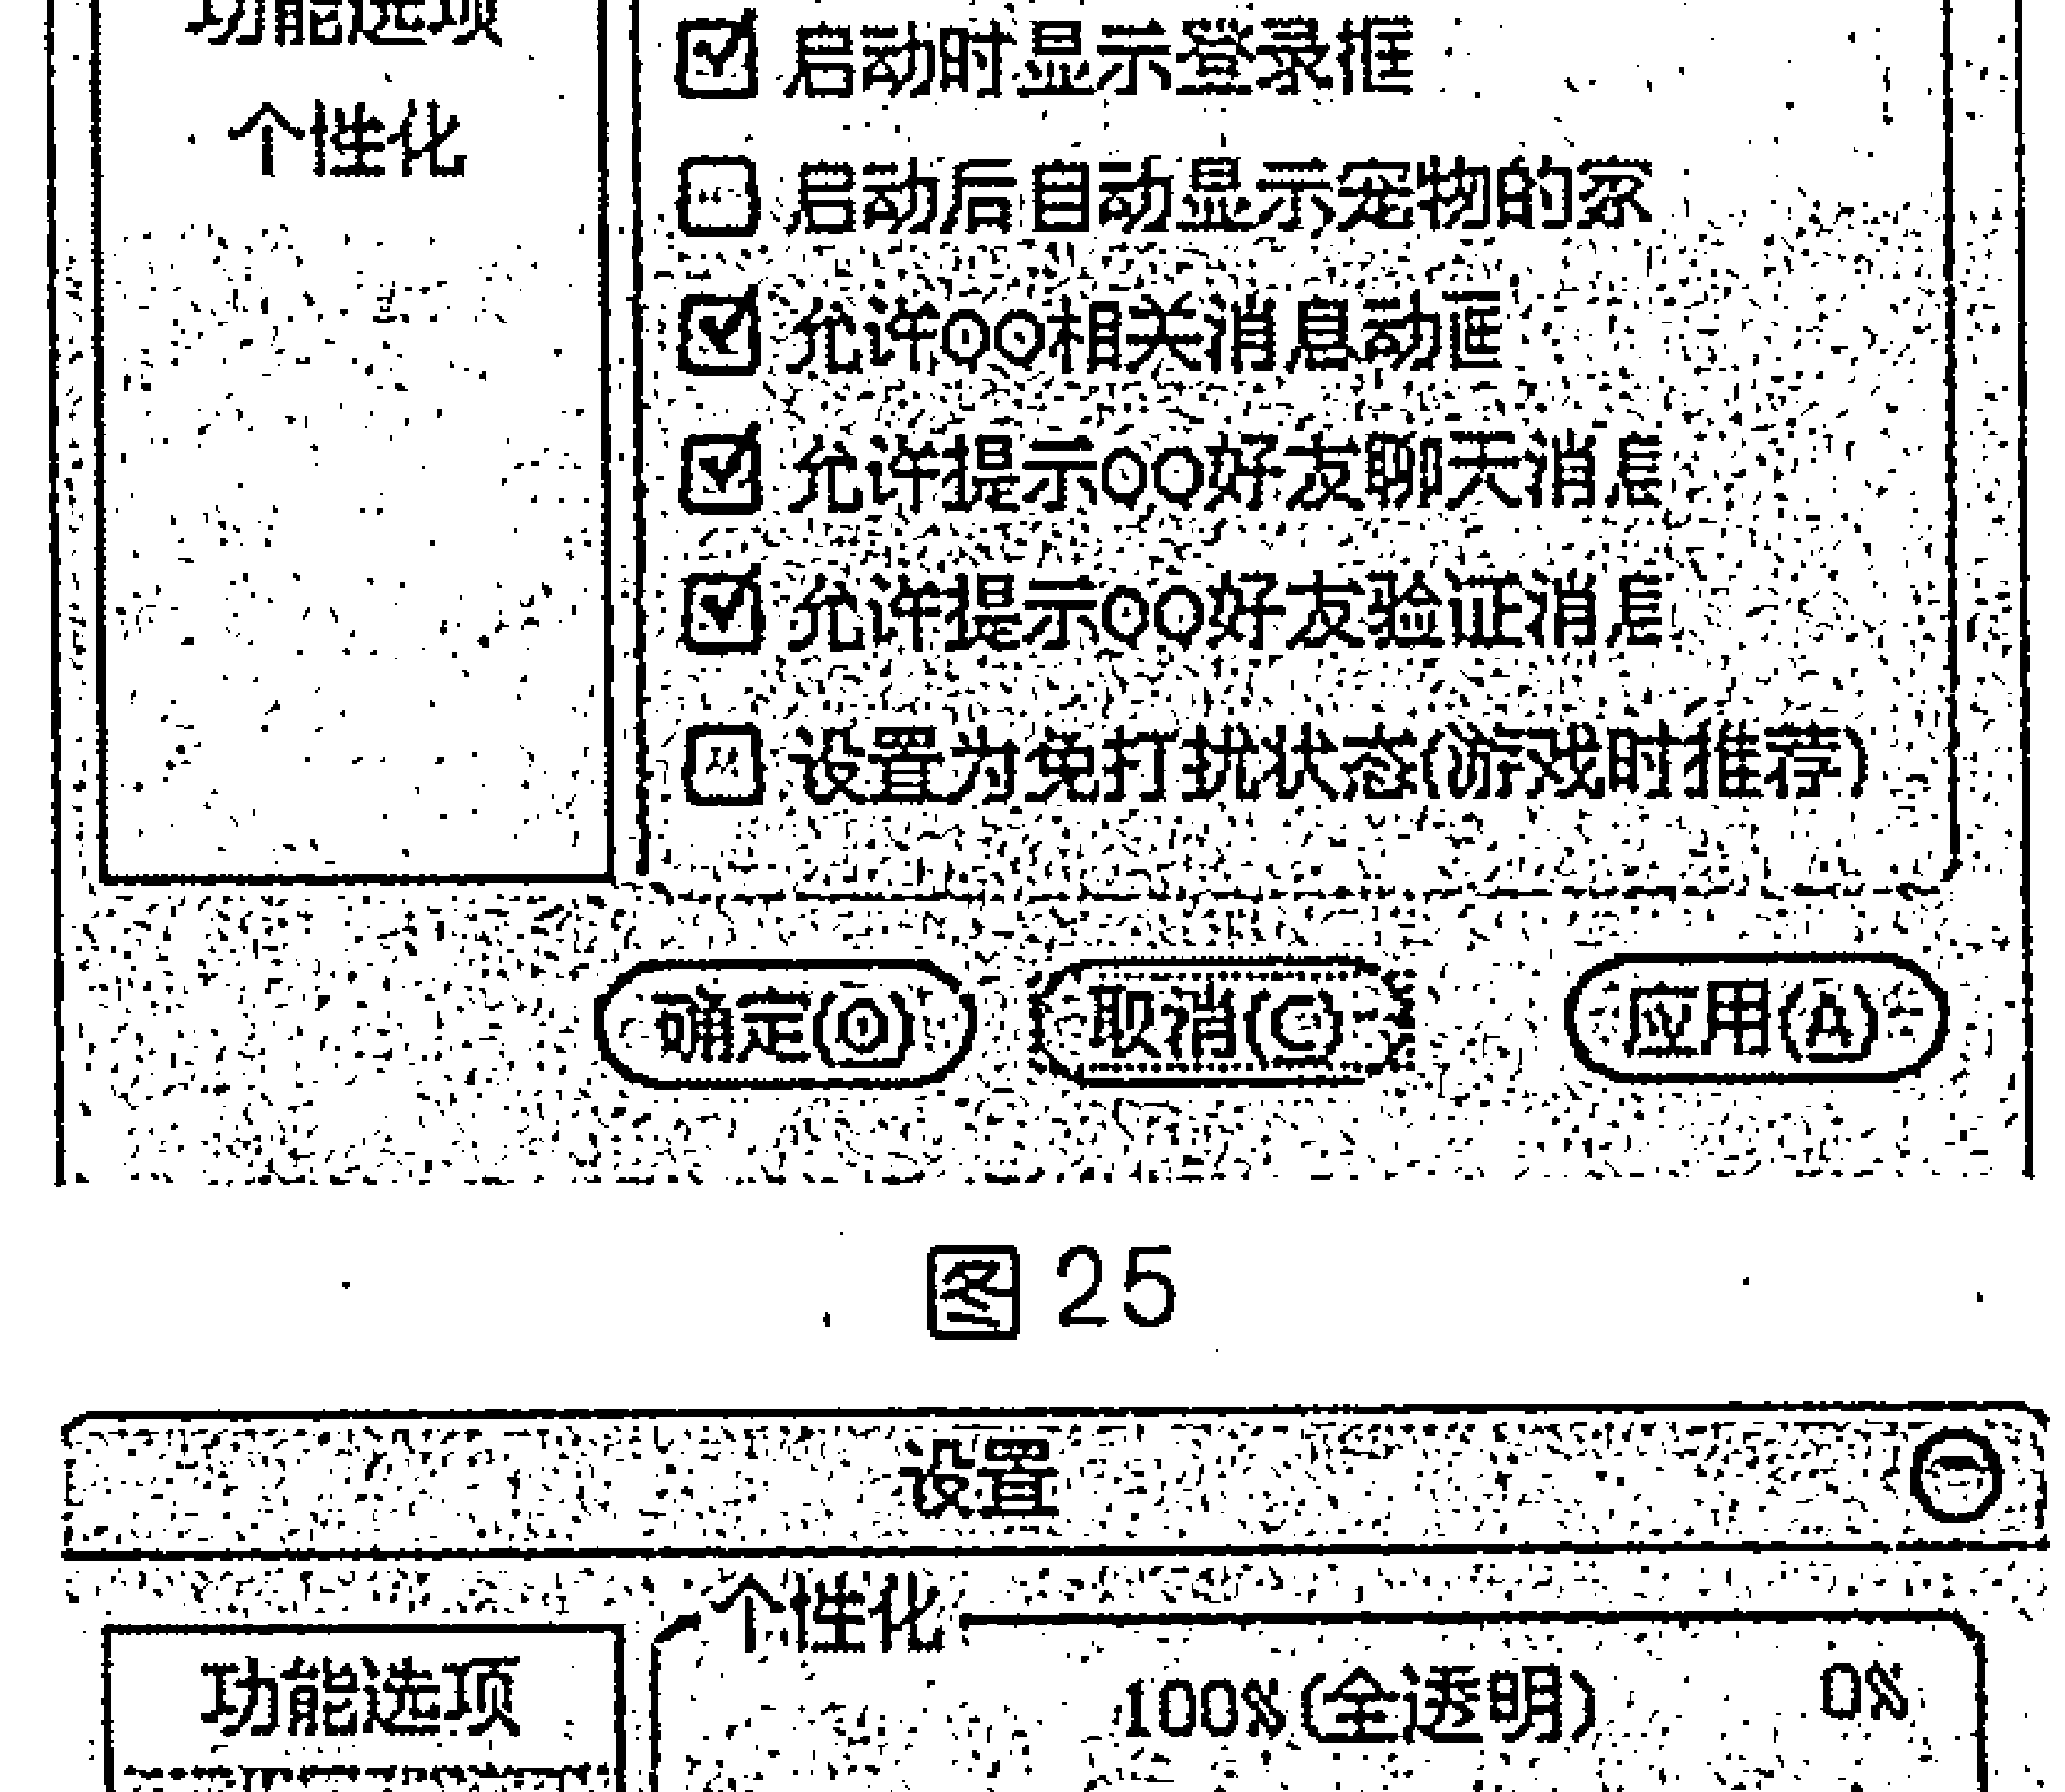 功能选项
个性化
启动时显示登录框
启动后自动显示宠物的家
允许QQ相关消息动画
允许提示QQ好友聊天消息
允许提示QQ好友验证消息
设置为免打扰状态(游戏时推荐)
确定(O) 取消(C) 应用(A)
图 25
设置
个性化
功能选项
100%(全透明) 0%